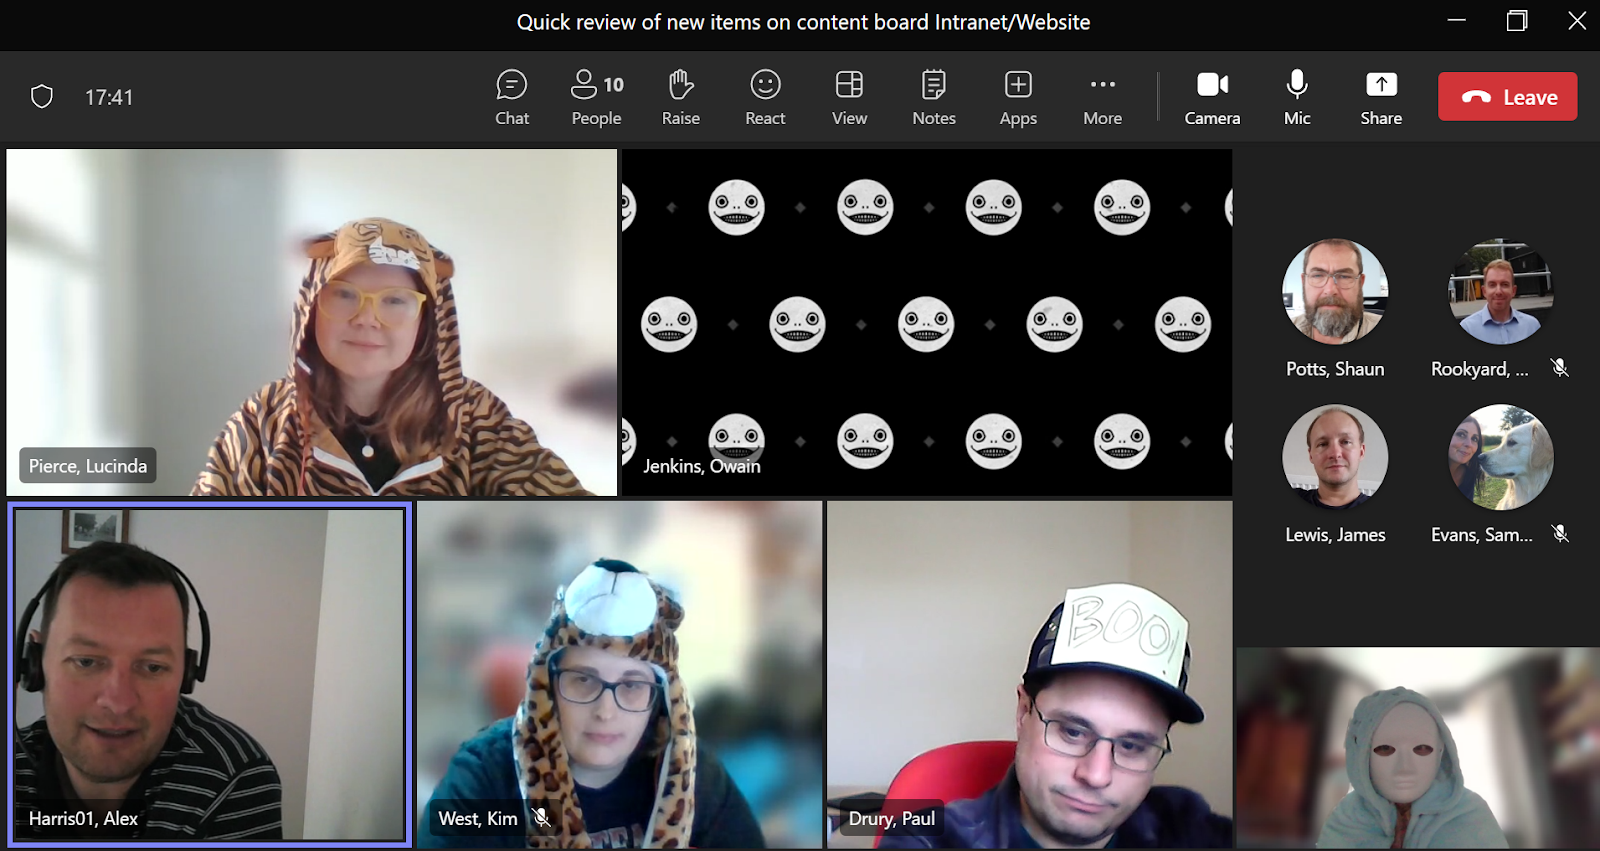 Quick review of new items on content board Intranet/Website
17:41
Chat
10
People
Raise
React
View
Notes
Apps
More
Camera
Mic
Share
Leave
Pierce, Lucinda
Jenkins, Owain
Potts, Shaun
Rookyard, ...
Lewis, James
Evans, Sam...
Harris01, Alex
West, Kim
BOO!
Drury, Paul